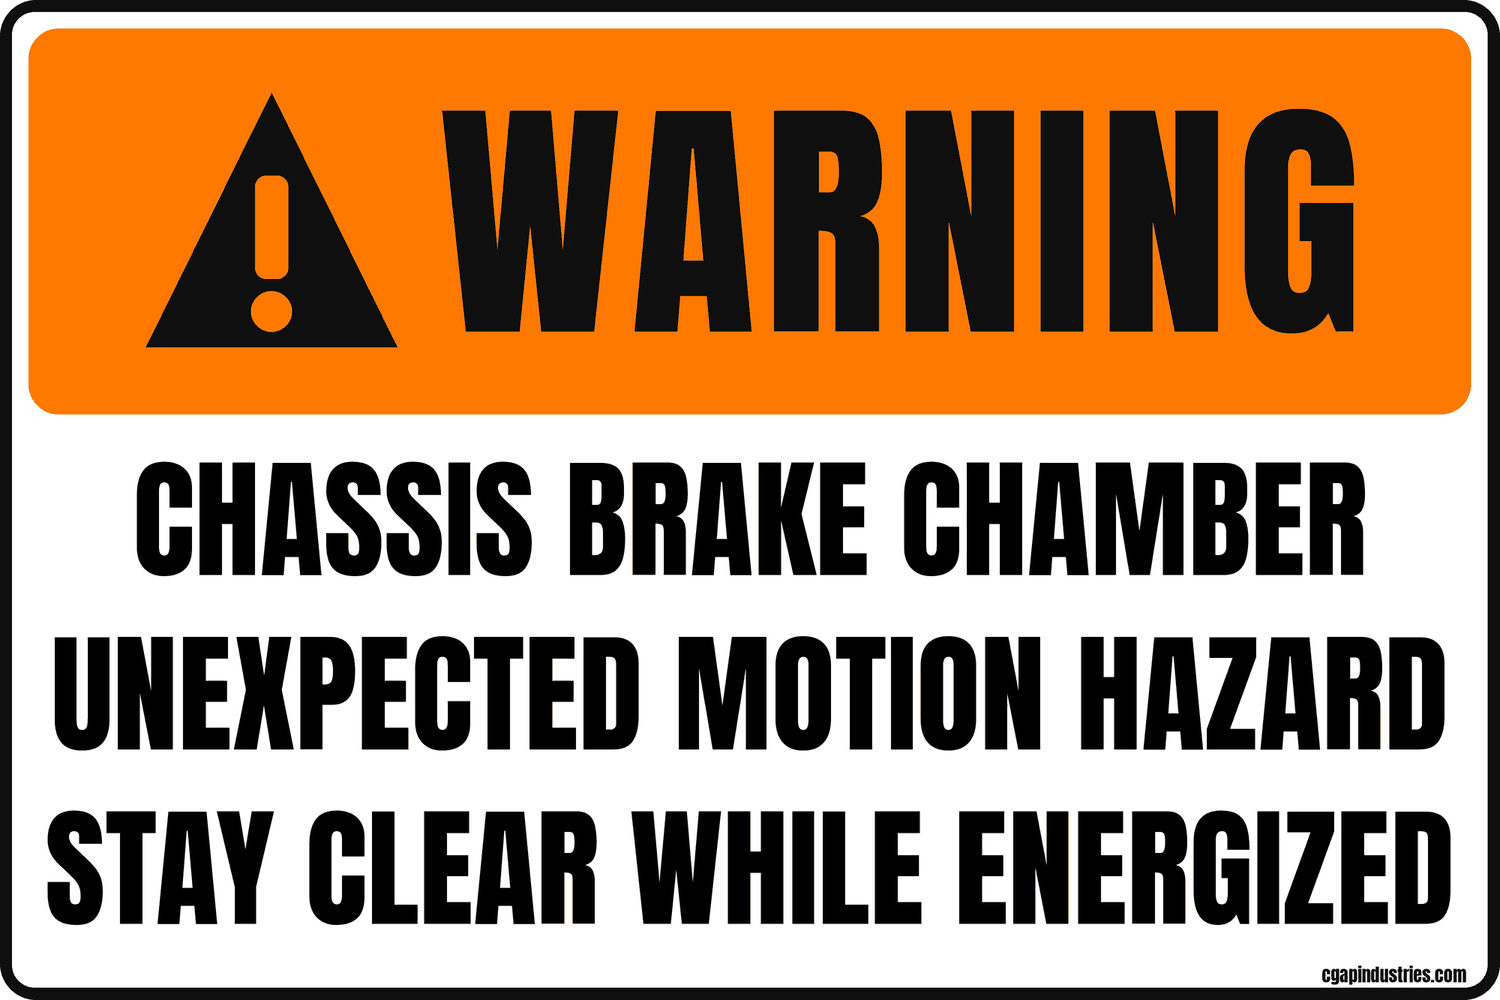 WARNING
CHASSIS BRAKE CHAMBER
UNEXPECTED MOTION HAZARD
STAY CLEAR WHILE ENERGIZED
cgapindustries.com